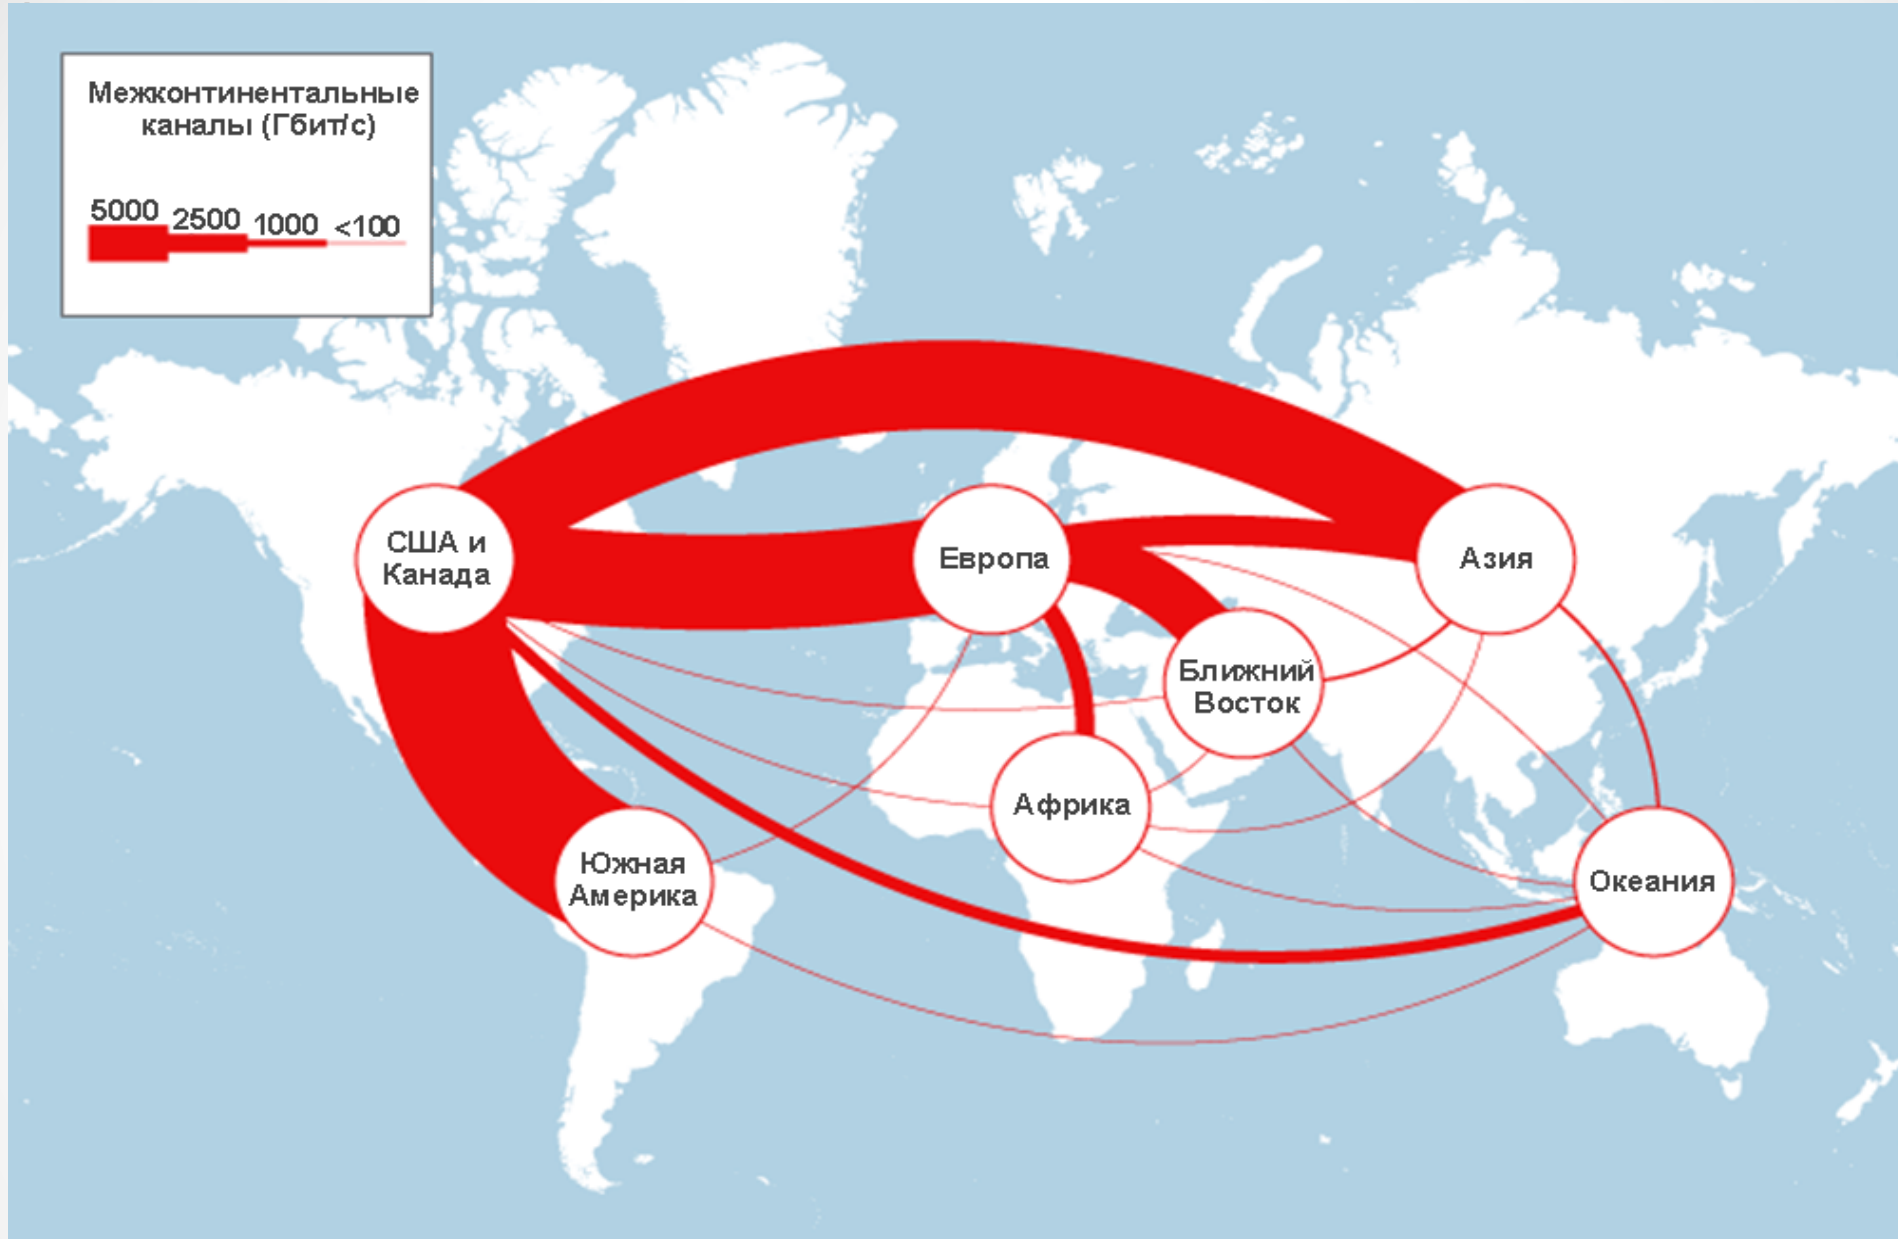 Межконтинентальные
каналы (Гбит/с)
5000 2500 1000 <100
США и
Канада
Европа
Азия
Ближний
Восток
Африка
Южная
Америка
Океания